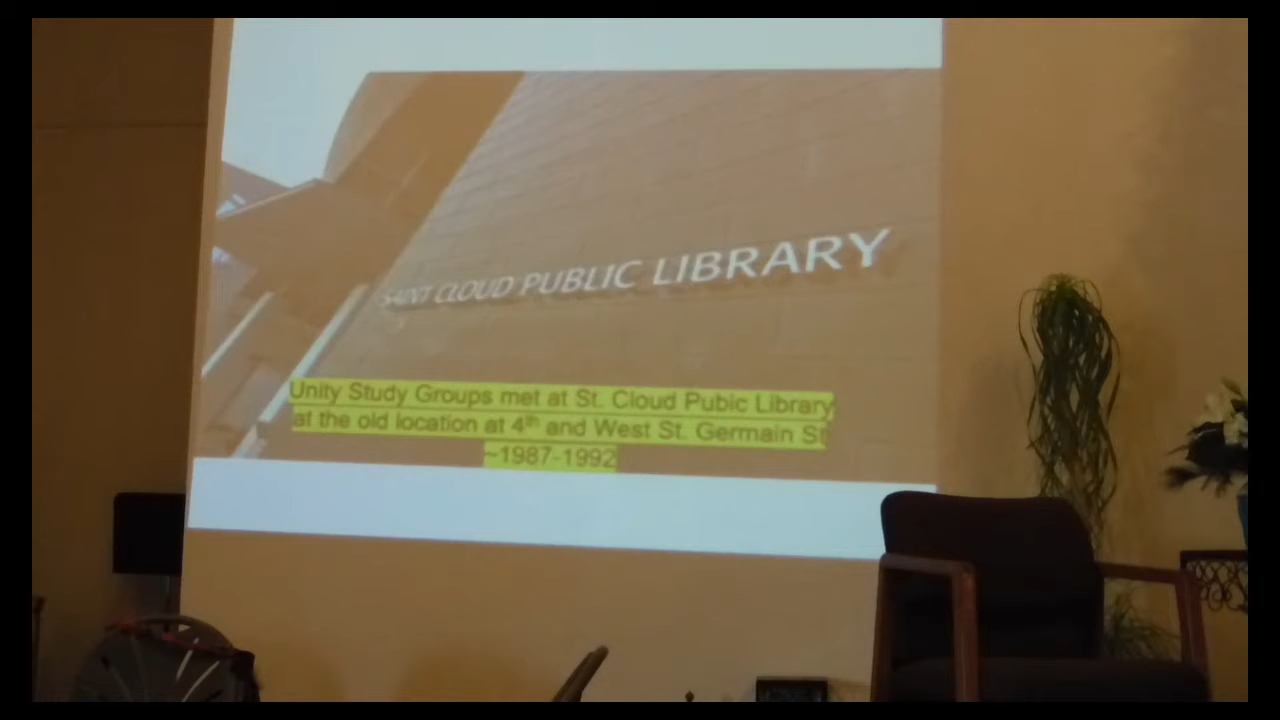 SAINT CLOUD PUBLIC LIBRARY
Unity Study Groups met at St. Cloud Pubic Library
at the old location at 4th and West St. Germain St
~1987-1992